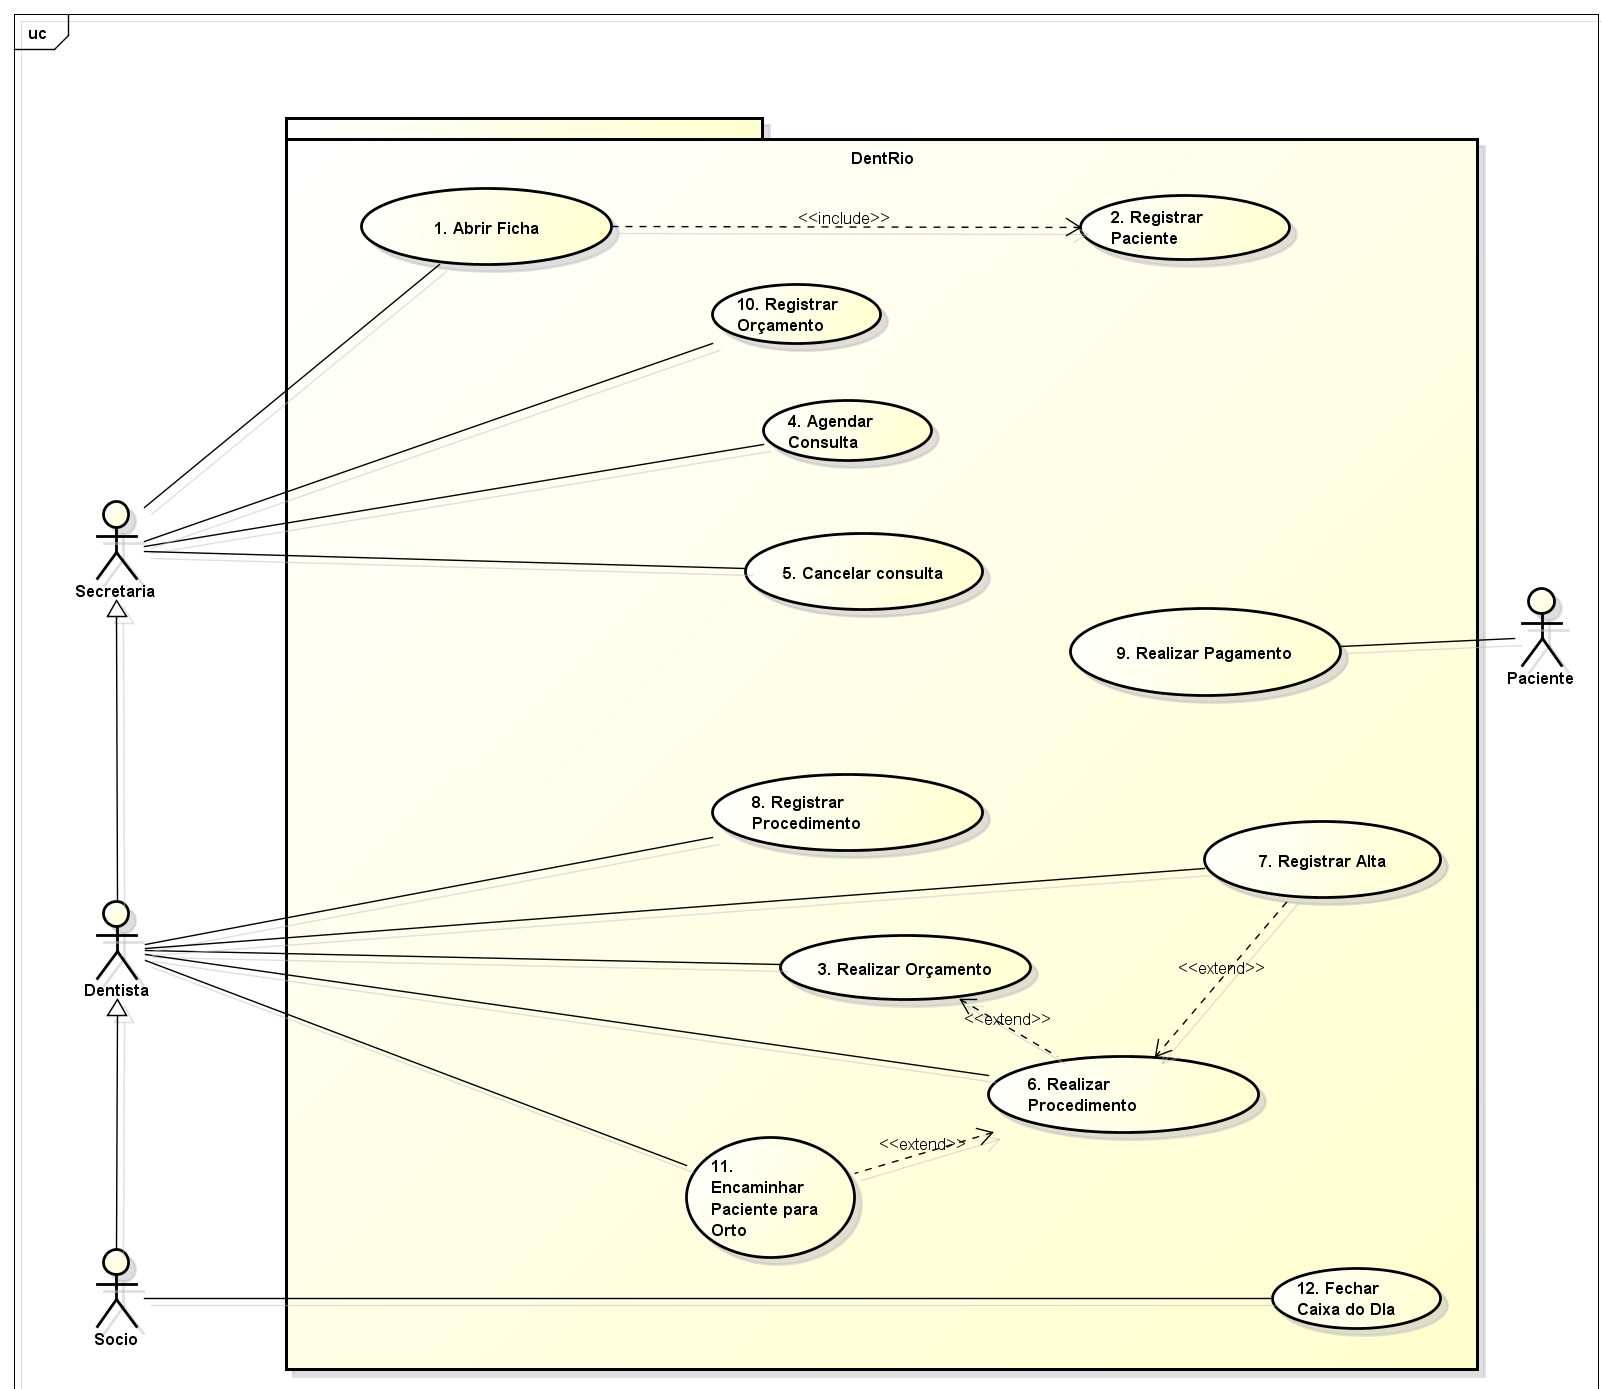 uc
DentRio
1. Abrir Ficha
<<include>>
2. Registrar
Paciente
10. Registrar
Orçamento
4. Agendar
Consulta
5. Cancelar consulta
Secretaria
9. Realizar Pagamento
Paciente
8. Registrar
Procedimento
7. Registrar Alta
3. Realizar Orçamento
<<extend>>
Dentista
<<extend>>
6. Realizar
Procedimento
<<extend>>
11.
Encaminhar
Paciente para
Orto
12. Fechar
Caixa do DIa
Socio